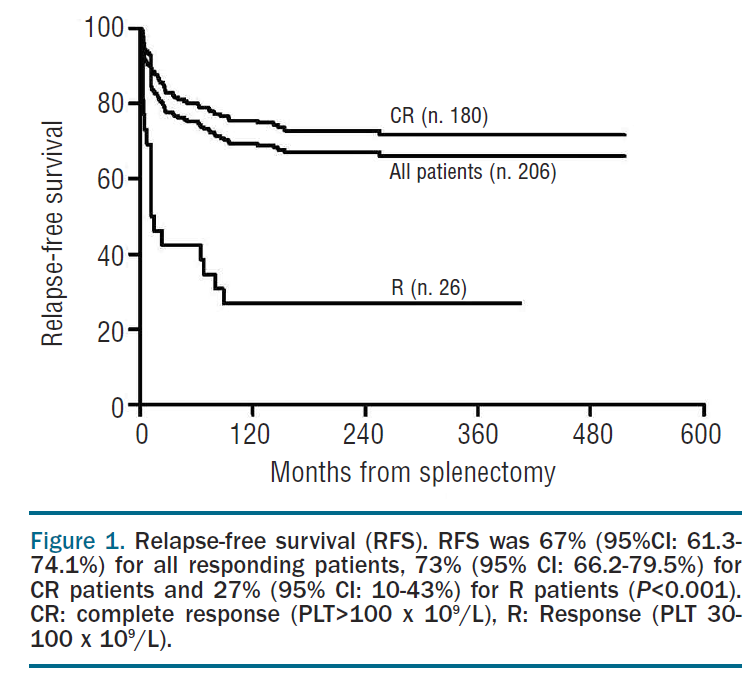 Relapse-free survival
100
80
60
40
20
0
CR (n. 180)
All patients (n. 206)
R (n. 26)
0 120 240 360 480 600
Months from splenectomy
Figure 1. Relapse-free survival (RFS). RFS was 67% (95%CI: 61.3-
74.1%) for all responding patients, 73% (95% CI: 66.2-79.5%) for
CR patients and 27% (95% CI: 10-43%) for R patients (P<0.001).
CR: complete response (PLT>100 x 10⁹/L), R: Response (PLT 30-
100 x 10⁹/L).